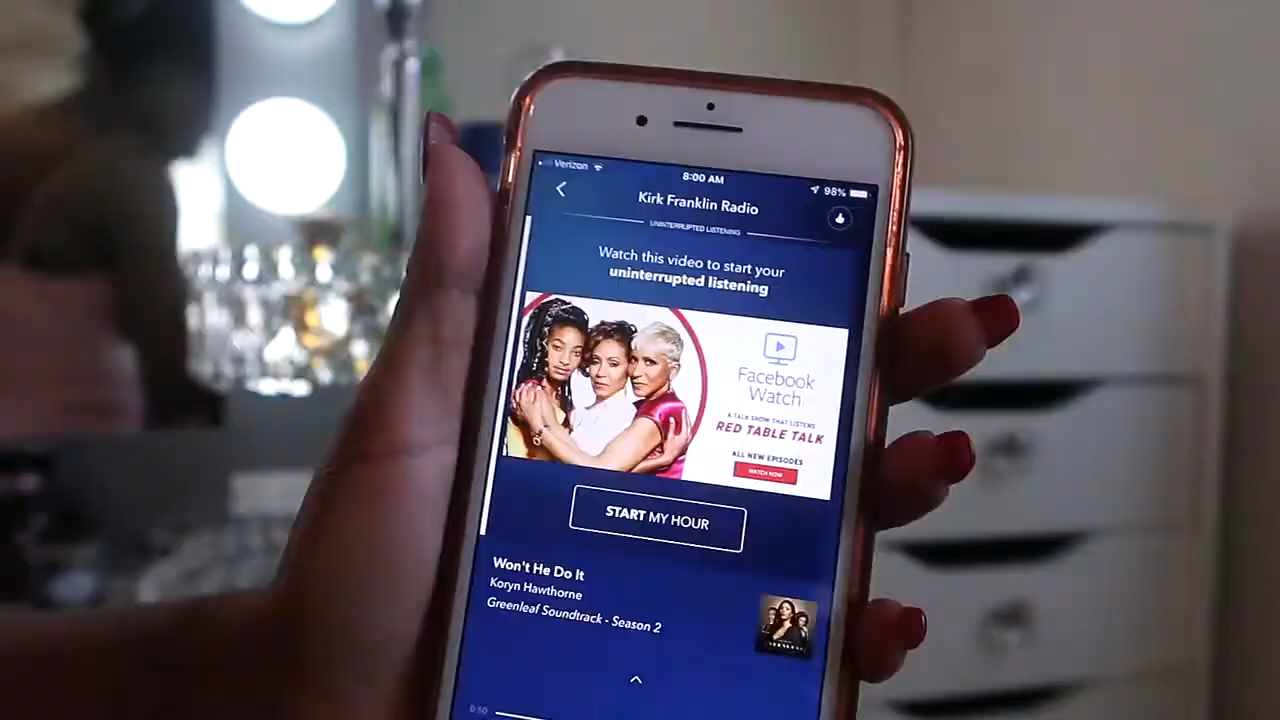 Verizon
8:00 AM
98%
Kirk Franklin Radio
UNINTERRUPTED LISTENING
Watch this video to start your
uninterrupted listening
Facebook
Watch
A TALK SHOW THAT LISTENS
RED TABLE TALK
ALL NEW EPISODES
WATCH NOW
START MY HOUR
Won't He Do It
Koryn Hawthorne
Greenleaf Soundtrack - Season 2
0:50